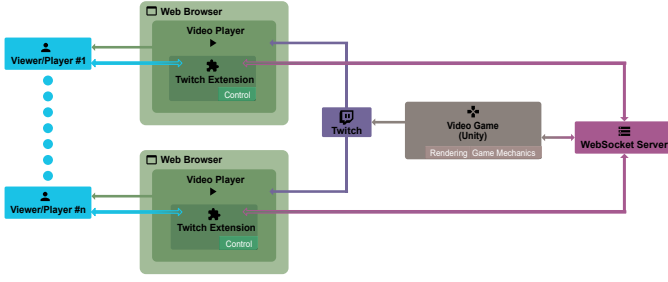 Web Browser
Video Player
Viewer/Player #1
Twitch Extension
Control
Twitch
Video Game
(Unity)
Rendering Game Mechanics
WebSocket Server
Web Browser
Video Player
Viewer/Player #n
Twitch Extension
Control